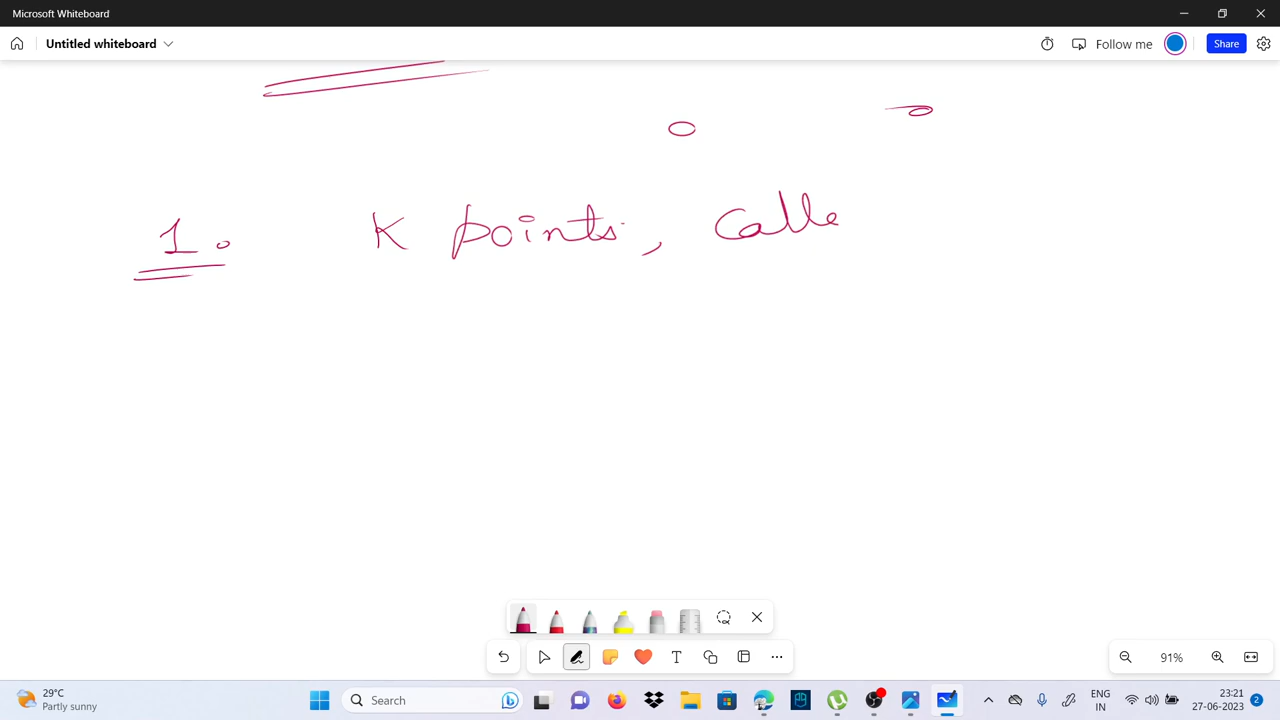 Microsoft Whiteboard
Untitled whiteboard
Follow me
Share
1. K points, calle
91%
29°C
Partly sunny
Search
ENG
IN
23:21
27-06-2023
2